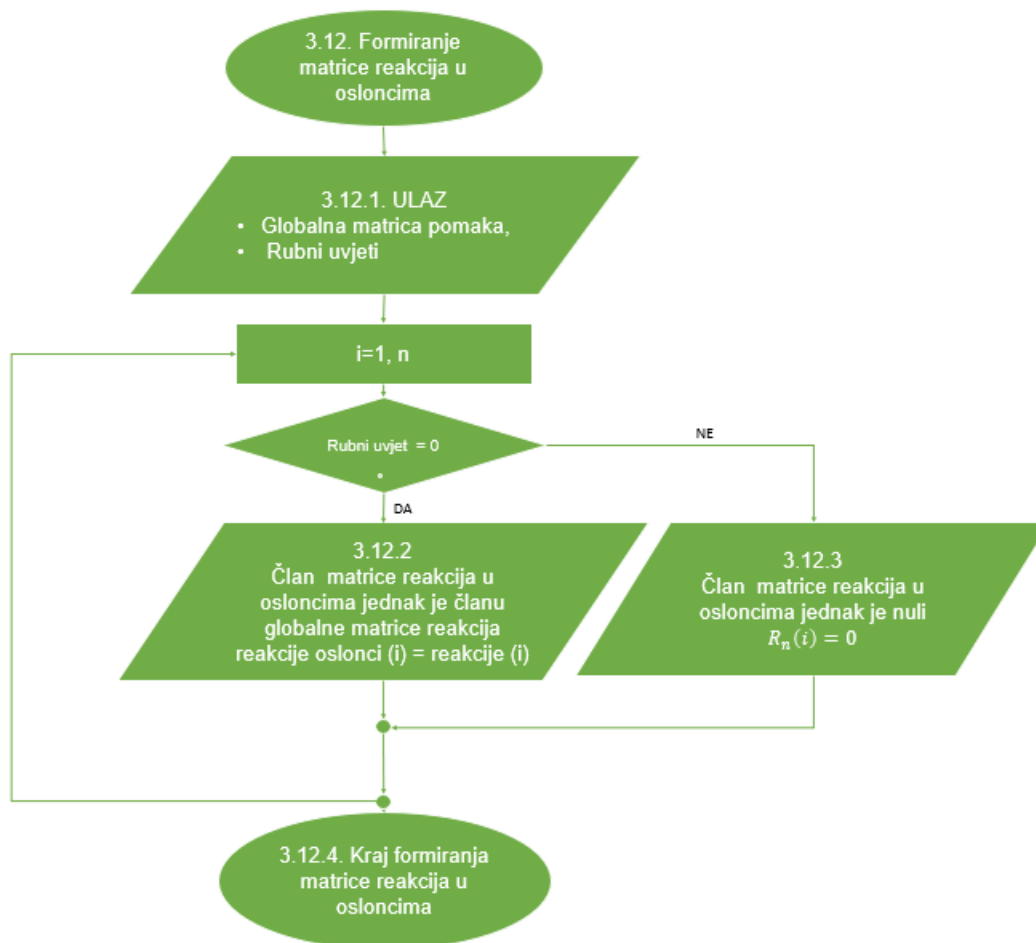 3.12. Formiranje
matrice reakcija u
osloncima
3.12.1. ULAZ
• Globalna matrica pomaka,
• Rubni uvjeti
i=1, n
Rubni uvjet = 0
•
NE
DA
3.12.2
Član matrice reakcija u
osloncima jednak je članu
globalne matrice reakcija
reakcije oslonci (i) = reakcije (i)
3.12.3
Član matrice reakcija u
osloncima jednak je nuli
𝑅ₙ(𝑖) = 0
3.12.4. Kraj formiranja
matrice reakcija u
osloncima